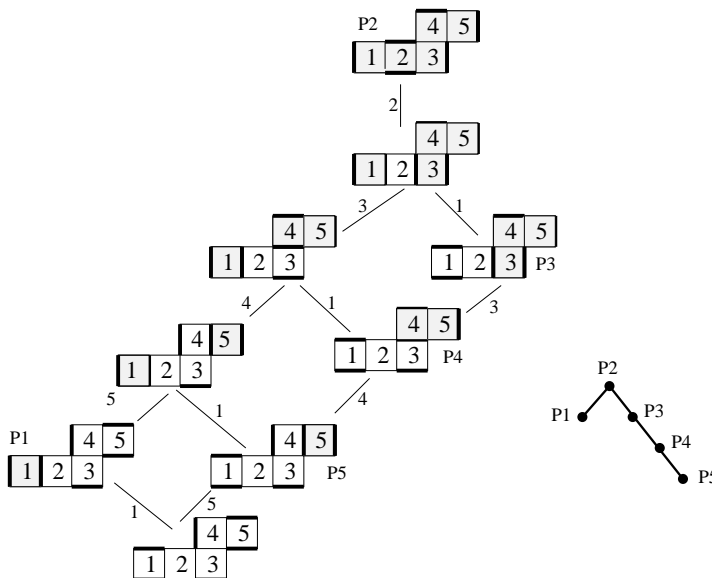 4 5
P2
1 2 3
2
4 5
1 2 3
3 1
4 5 4 5
1 2 3 1 2 3 P3
4 1 3
4 5 4 5
1 2 3 1 2 3 P4
5 1 4
P2
P1 P3
P4
P5
P1 4 5 4 5
1 2 3 1 2 3 P5
1 5
4 5
1 2 3